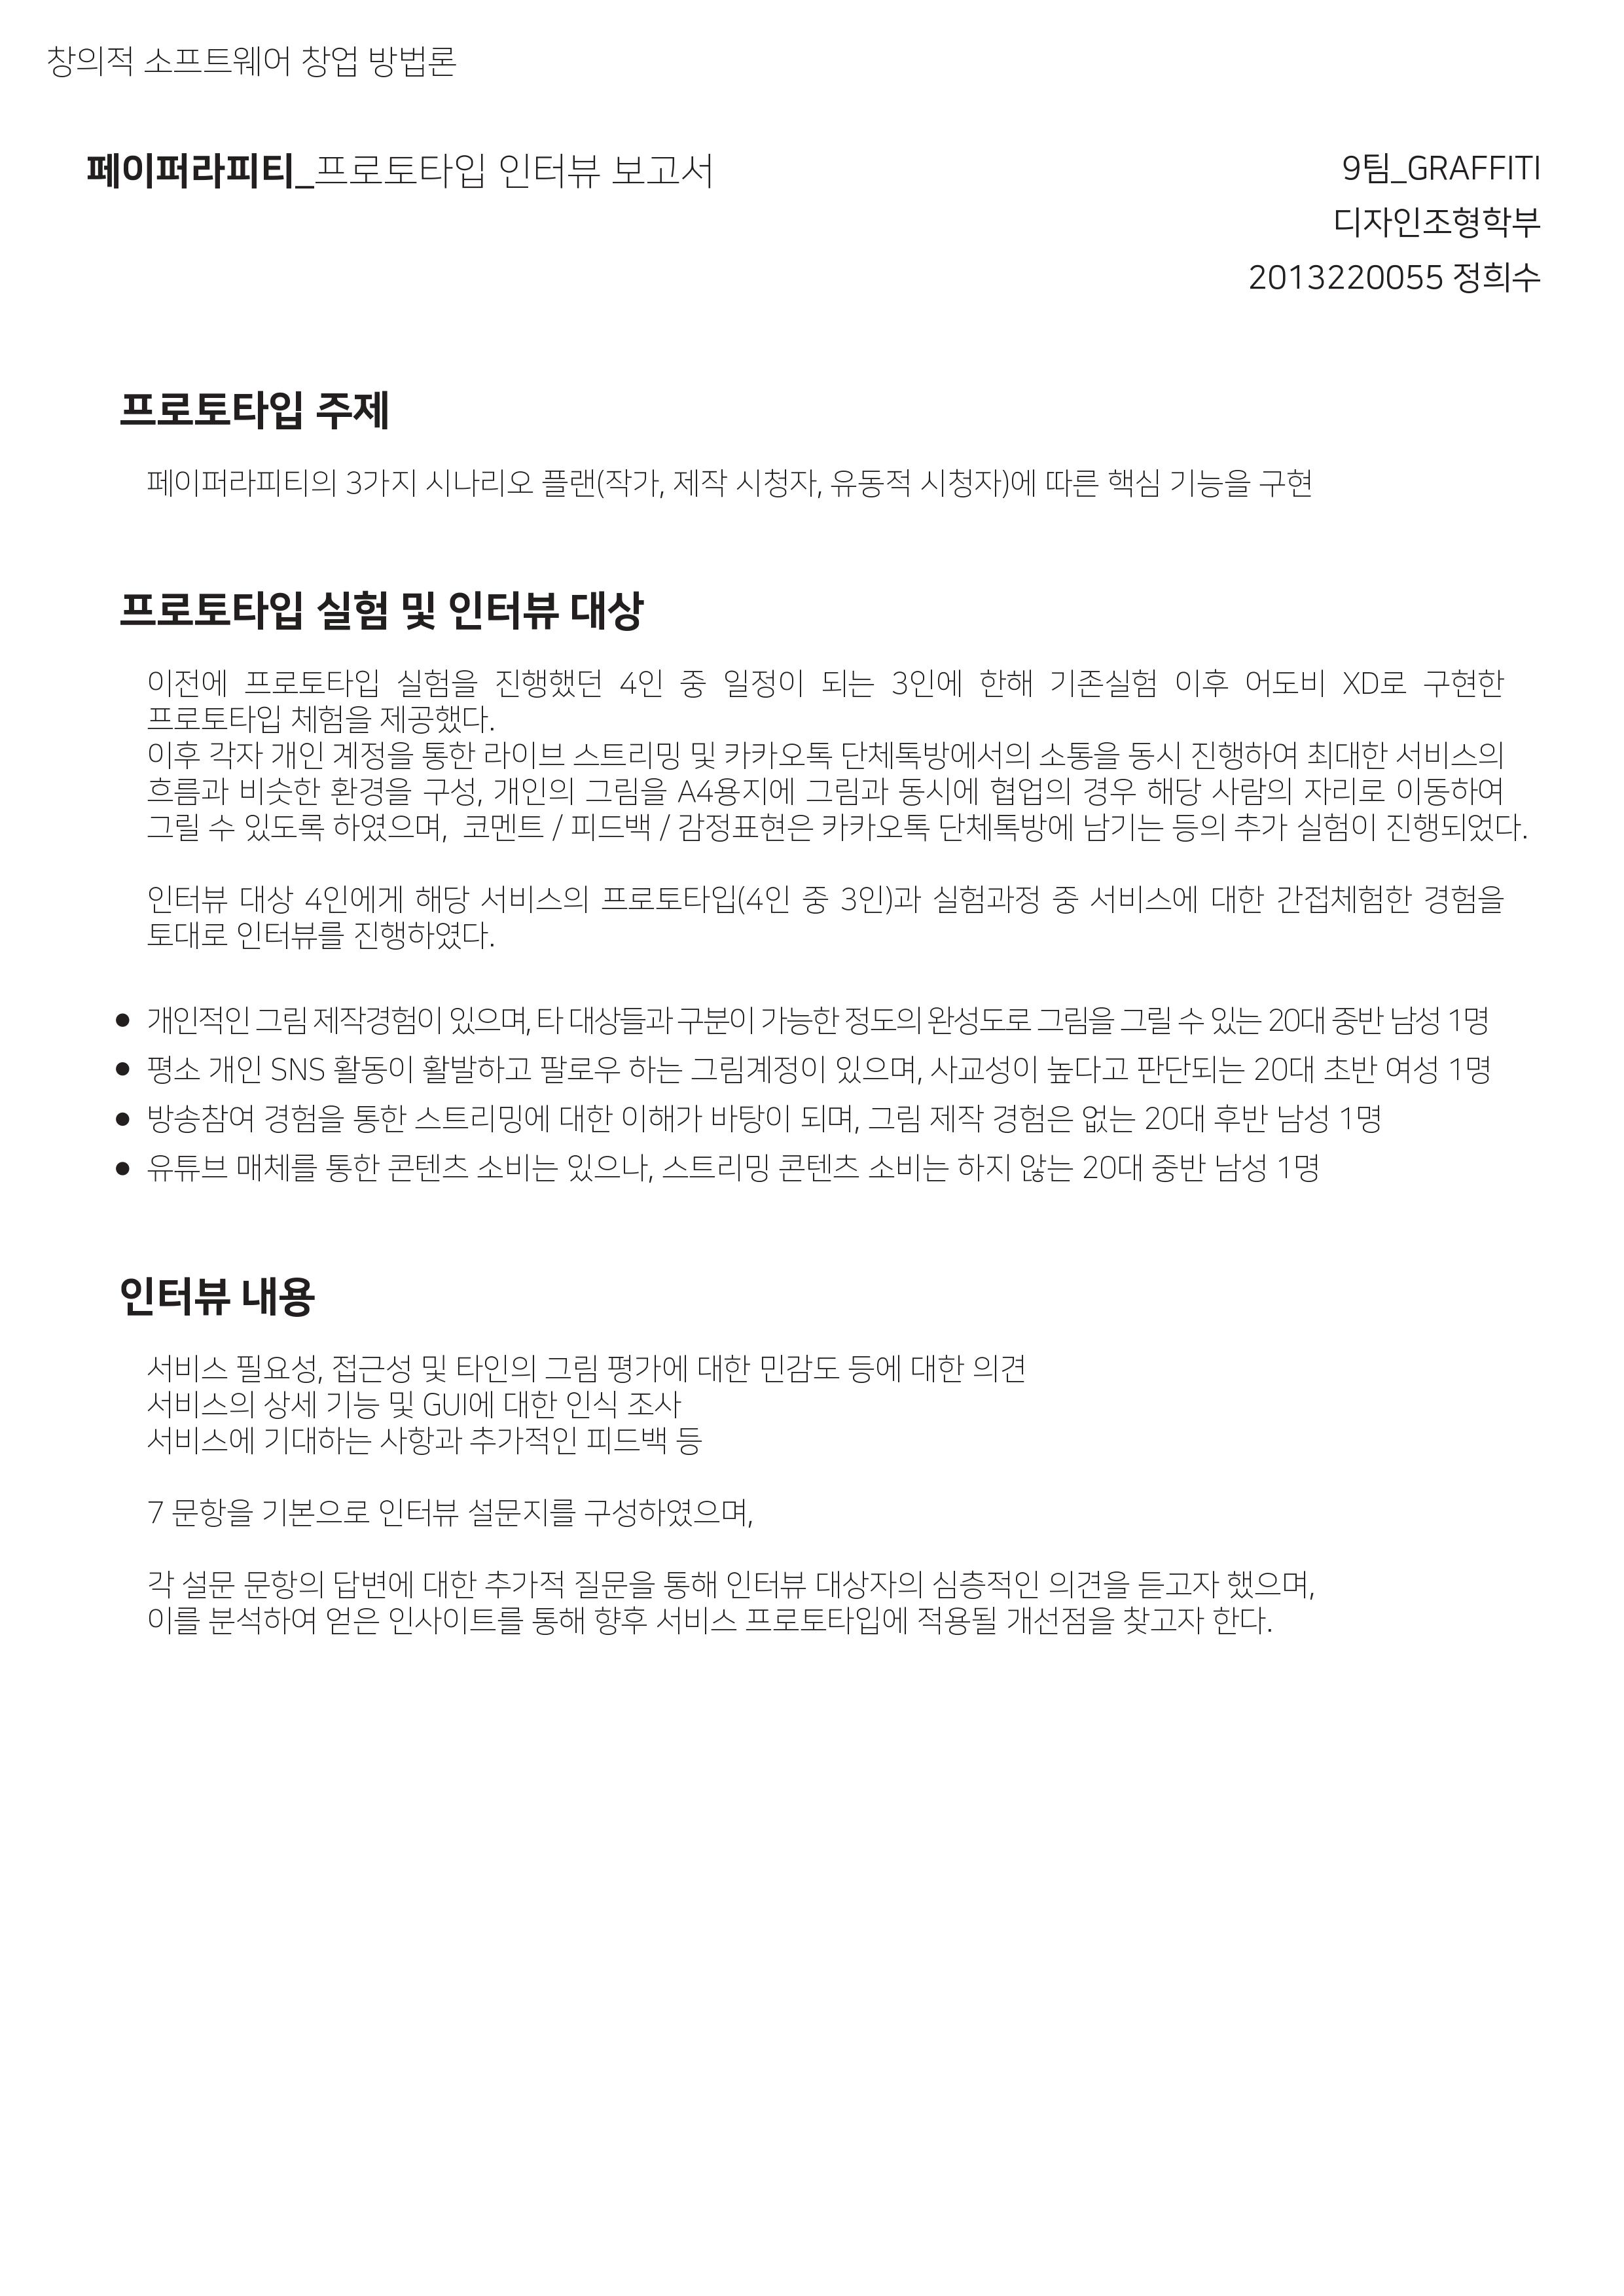 창의적 소프트웨어 창업 방법론
페이퍼라피티_프로토타입 인터뷰 보고서
9팀_GRAFFITI
디자인조형학부
2013220055 정희수
프로토타입 주제
페이퍼라피티의 3가지 시나리오 플랜(작가, 제작 시청자, 유동적 시청자)에 따른 핵심 기능을 구현
프로토타입 실험 및 인터뷰 대상
이전에 프로토타입 실험을 진행했던 4인 중 일정이 되는 3인에 한해 기존실험 이후 어도비 XD로 구현한
프로토타입 체험을 제공했다.
이후 각자 개인 계정을 통한 라이브 스트리밍 및 카카오톡 단체톡방에서의 소통을 동시 진행하여 최대한 서비스의
흐름과 비슷한 환경을 구성, 개인의 그림을 A4용지에 그림과 동시에 협업의 경우 해당 사람의 자리로 이동하여
그릴 수 있도록 하였으며, 코멘트 / 피드백 / 감정표현은 카카오톡 단체톡방에 남기는 등의 추가 실험이 진행되었다.
인터뷰 대상 4인에게 해당 서비스의 프로토타입(4인 중 3인)과 실험과정 중 서비스에 대한 간접체험한 경험을
토대로 인터뷰를 진행하였다.
● 개인적인 그림 제작경험이 있으며, 타 대상들과 구분이 가능한 정도의 완성도로 그림을 그릴 수 있는 20대 중반 남성 1명
● 평소 개인 SNS 활동이 활발하고 팔로우 하는 그림계정이 있으며, 사교성이 높다고 판단되는 20대 초반 여성 1명
● 방송참여 경험을 통한 스트리밍에 대한 이해가 바탕이 되며, 그림 제작 경험은 없는 20대 후반 남성 1명
● 유튜브 매체를 통한 콘텐츠 소비는 있으나, 스트리밍 콘텐츠 소비는 하지 않는 20대 중반 남성 1명
인터뷰 내용
서비스 필요성, 접근성 및 타인의 그림 평가에 대한 민감도 등에 대한 의견
서비스의 상세 기능 및 GUI에 대한 인식 조사
서비스에 기대하는 사항과 추가적인 피드백 등
7 문항을 기본으로 인터뷰 설문지를 구성하였으며,
각 설문 문항의 답변에 대한 추가적 질문을 통해 인터뷰 대상자의 심층적인 의견을 듣고자 했으며,
이를 분석하여 얻은 인사이트를 통해 향후 서비스 프로토타입에 적용될 개선점을 찾고자 한다.